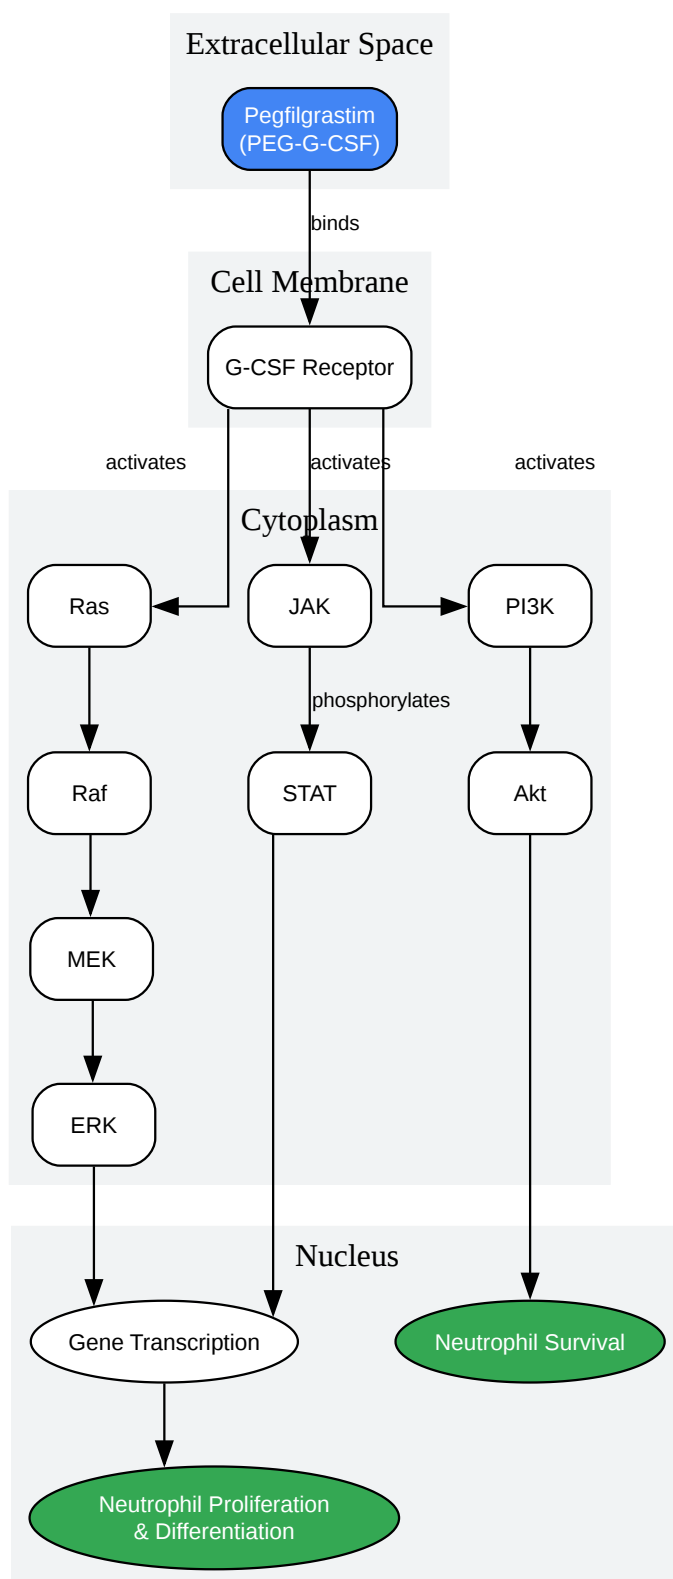 Extracellular Space
Pegfilgrastim
(PEG-G-CSF)
binds
Cell Membrane
G-CSF Receptor
activates
activates
activates
Cytoplasm
Ras
JAK
PI3K
phosphorylates
Raf
STAT
Akt
MEK
ERK
Nucleus
Gene Transcription
Neutrophil Survival
Neutrophil Proliferation
& Differentiation